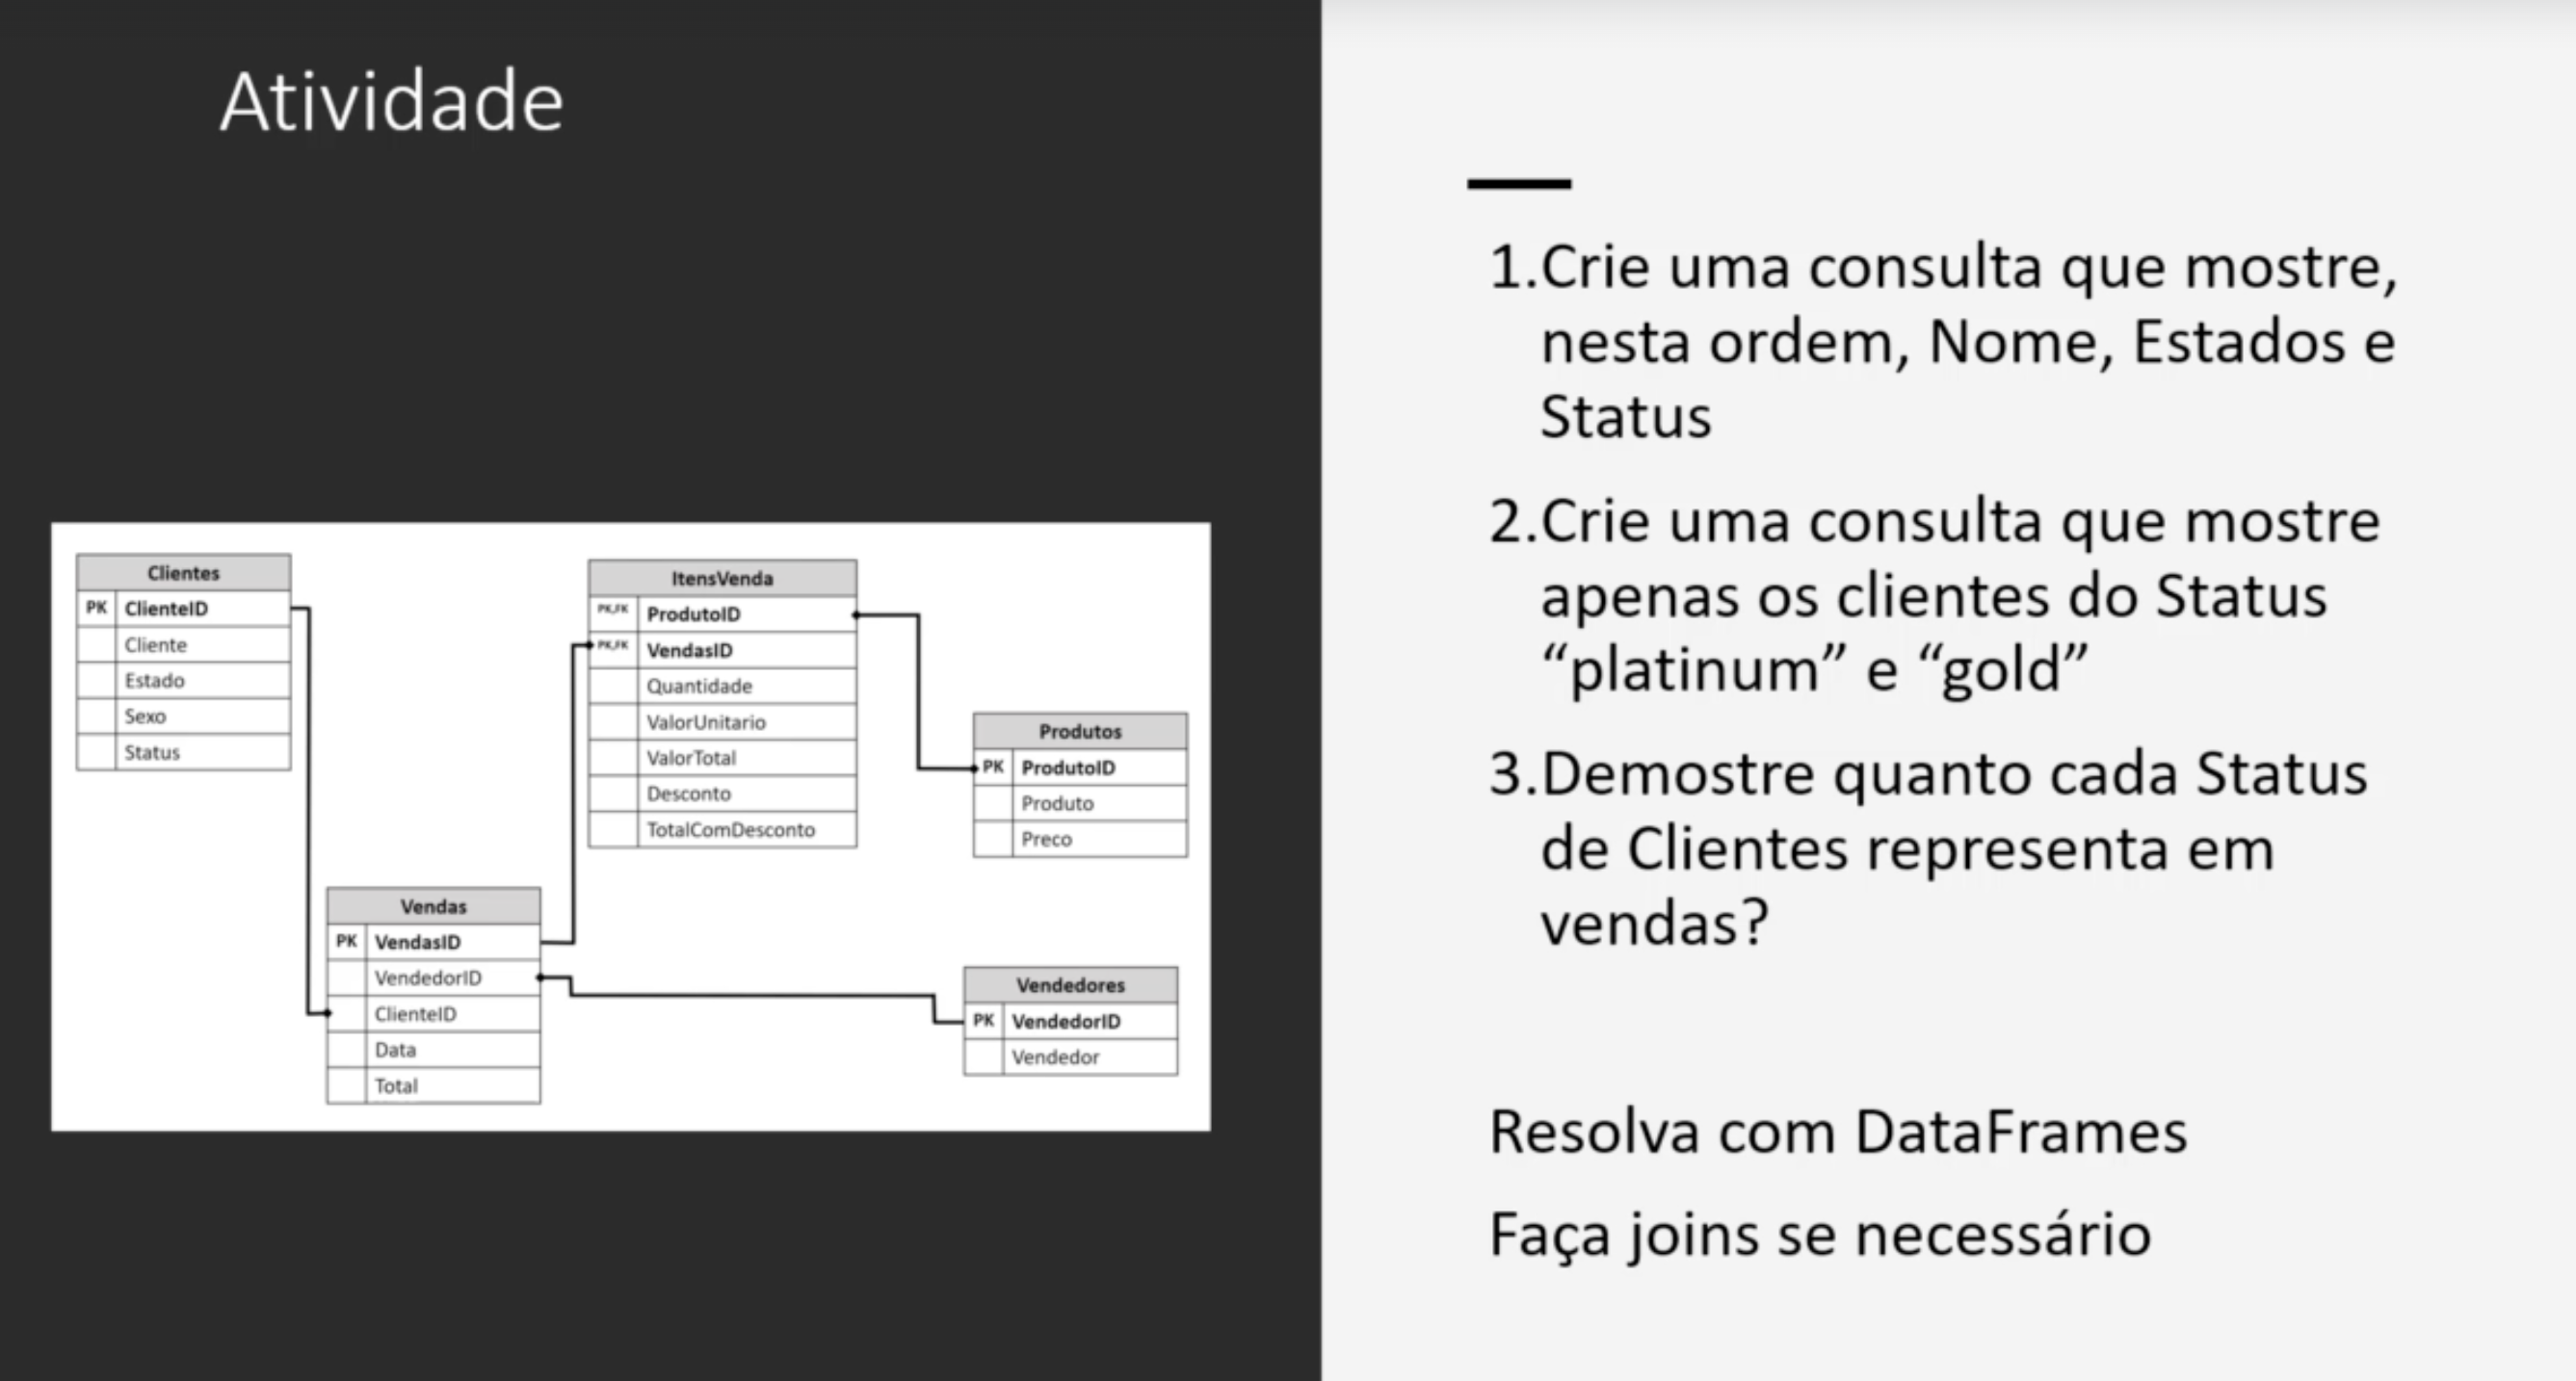 Atividade
Clientes
PK ClienteID
Cliente
Estado
Sexo
Status
ItensVenda
PK,FK ProdutoID
PK,FK VendasID
Quantidade
ValorUnitario
ValorTotal
Desconto
TotalComDesconto
Produtos
PK ProdutoID
Produto
Preco
Vendas
PK VendasID
VendedorID
ClienteID
Data
Total
Vendedores
PK VendedorID
Vendedor
1.Crie uma consulta que mostre,
nesta ordem, Nome, Estados e
Status
2.Crie uma consulta que mostre
apenas os clientes do Status
“platinum” e “gold”
3.Demostre quanto cada Status
de Clientes representa em
vendas?
Resolva com DataFrames
Faça joins se necessário